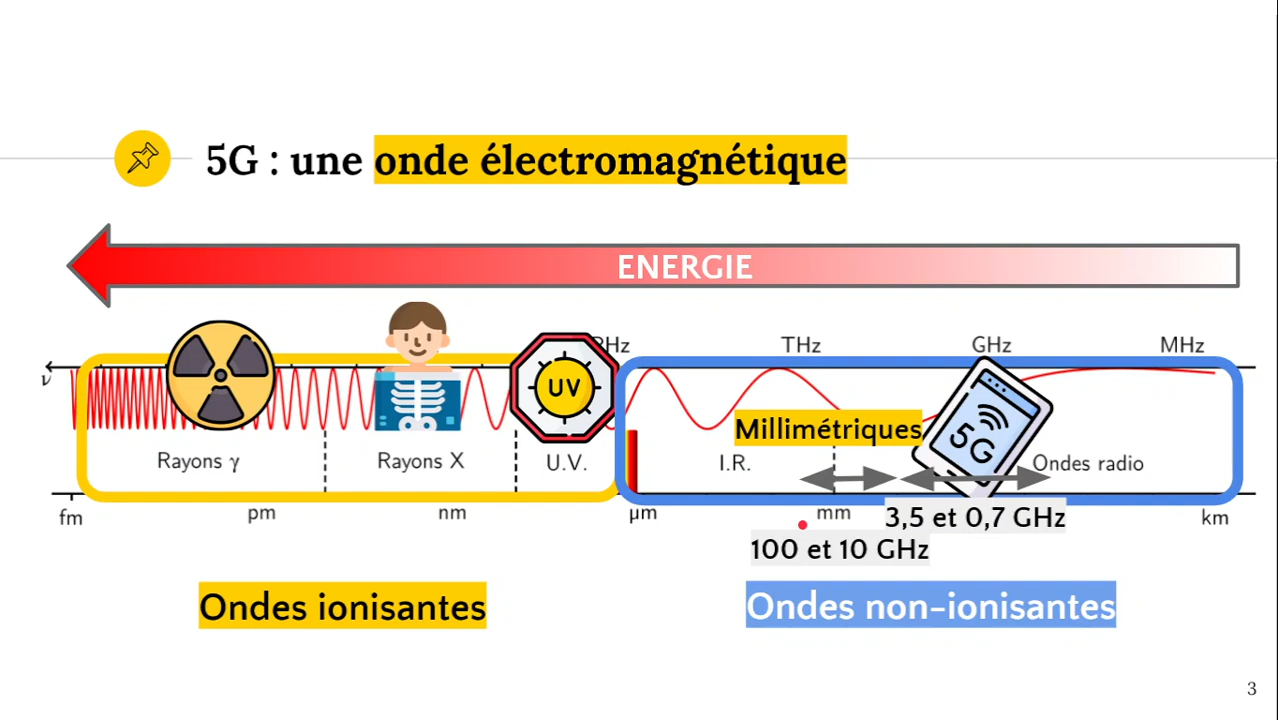 5G : une onde électromagnétique
ENERGIE
PHz THz GHz MHz
ν
UV
5G
Millimétriques
Rayons γ Rayons X U.V. I.R. Ondes radio
fm pm nm μm mm km
3,5 et 0,7 GHz
100 et 10 GHz
Ondes ionisantes Ondes non-ionisantes
3